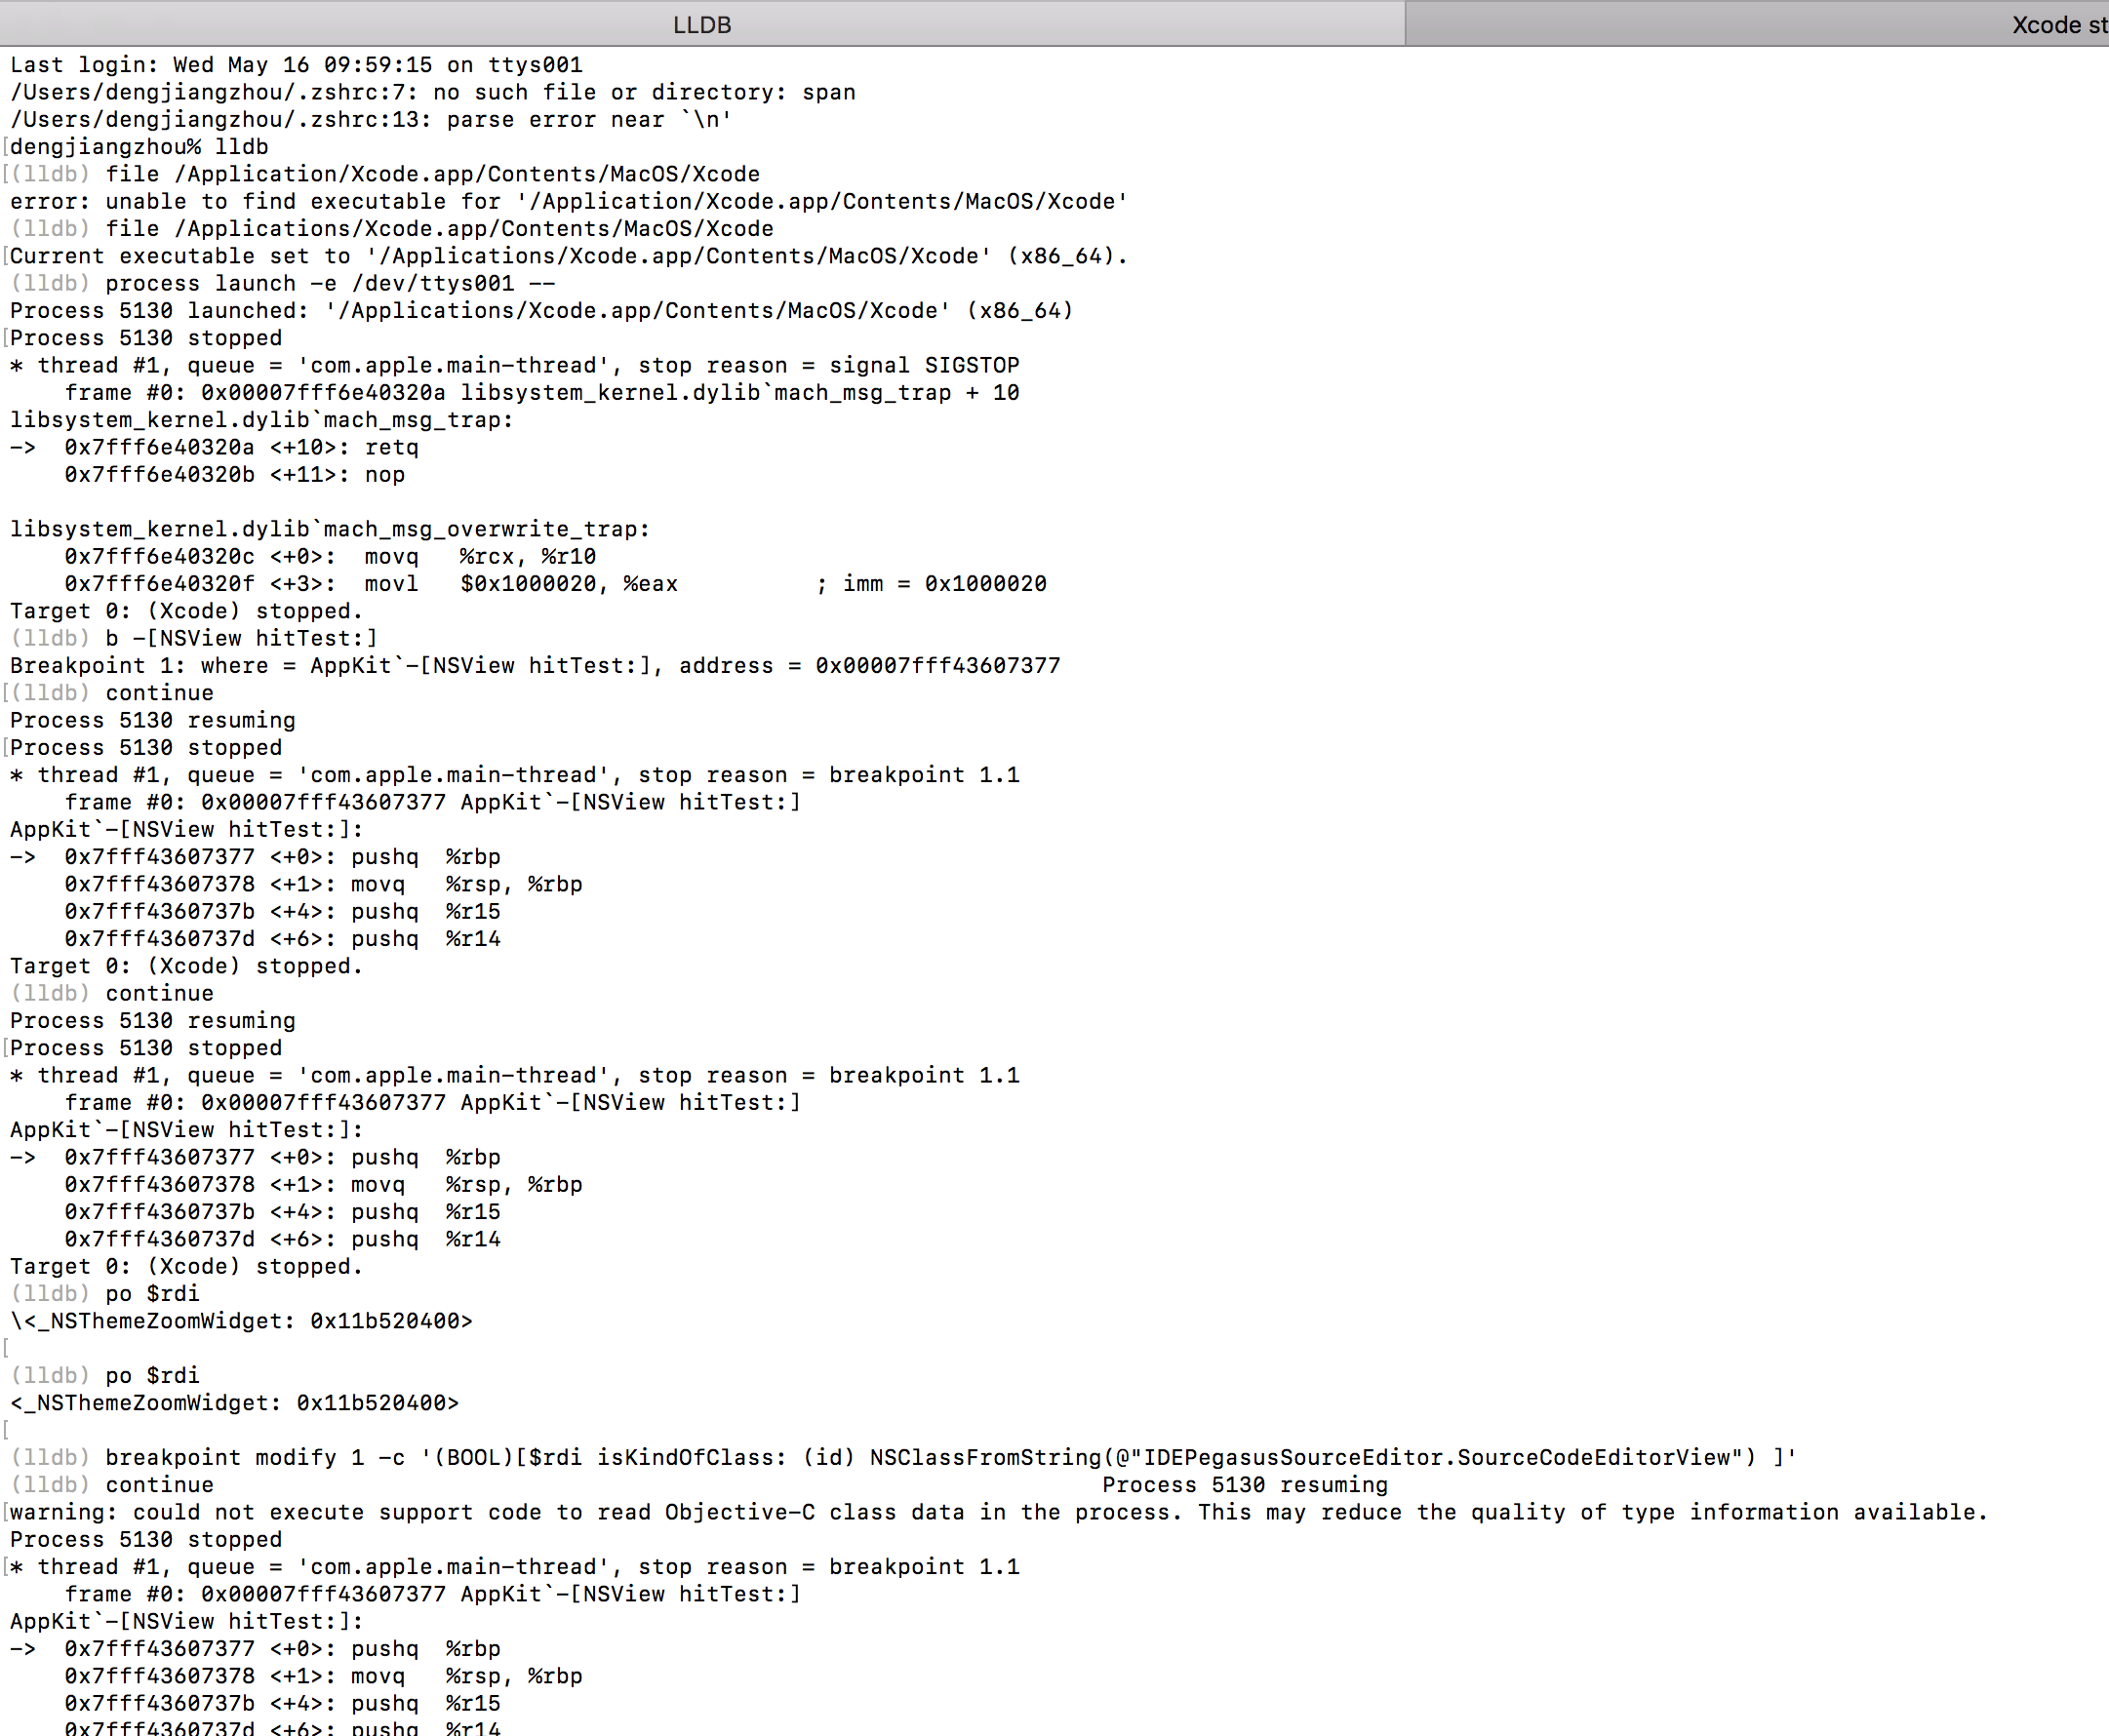 LLDB
Xcode st
Last login: Wed May 16 09:59:15 on ttys001
/Users/dengjiangzhou/.zshrc:7: no such file or directory: span
/Users/dengjiangzhou/.zshrc:13: parse error near `\n'
[dengjiangzhou% lldb
[(lldb) file /Application/Xcode.app/Contents/MacOS/Xcode
error: unable to find executable for '/Application/Xcode.app/Contents/MacOS/Xcode'
(lldb) file /Applications/Xcode.app/Contents/MacOS/Xcode
[Current executable set to '/Applications/Xcode.app/Contents/MacOS/Xcode' (x86_64).
(lldb) process launch -e /dev/ttys001 --
Process 5130 launched: '/Applications/Xcode.app/Contents/MacOS/Xcode' (x86_64)
[Process 5130 stopped
* thread #1, queue = 'com.apple.main-thread', stop reason = signal SIGSTOP
    frame #0: 0x00007fff6e40320a libsystem_kernel.dylib`mach_msg_trap + 10
libsystem_kernel.dylib`mach_msg_trap:
->  0x7fff6e40320a <+10>: retq
    0x7fff6e40320b <+11>: nop
libsystem_kernel.dylib`mach_msg_overwrite_trap:
    0x7fff6e40320c <+0>:  movq   %rcx, %r10
    0x7fff6e40320f <+3>:  movl   $0x1000020, %eax          ; imm = 0x1000020
Target 0: (Xcode) stopped.
(lldb) b -[NSView hitTest:]
Breakpoint 1: where = AppKit`-[NSView hitTest:], address = 0x00007fff43607377
[(lldb) continue
Process 5130 resuming
[Process 5130 stopped
* thread #1, queue = 'com.apple.main-thread', stop reason = breakpoint 1.1
    frame #0: 0x00007fff43607377 AppKit`-[NSView hitTest:]
AppKit`-[NSView hitTest:]:
->  0x7fff43607377 <+0>: pushq  %rbp
    0x7fff43607378 <+1>: movq   %rsp, %rbp
    0x7fff4360737b <+4>: pushq  %r15
    0x7fff4360737d <+6>: pushq  %r14
Target 0: (Xcode) stopped.
(lldb) continue
Process 5130 resuming
[Process 5130 stopped
* thread #1, queue = 'com.apple.main-thread', stop reason = breakpoint 1.1
    frame #0: 0x00007fff43607377 AppKit`-[NSView hitTest:]
AppKit`-[NSView hitTest:]:
->  0x7fff43607377 <+0>: pushq  %rbp
    0x7fff43607378 <+1>: movq   %rsp, %rbp
    0x7fff4360737b <+4>: pushq  %r15
    0x7fff4360737d <+6>: pushq  %r14
Target 0: (Xcode) stopped.
(lldb) po $rdi
\<_NSThemeZoomWidget: 0x11b520400>
[
(lldb) po $rdi
<_NSThemeZoomWidget: 0x11b520400>
[
(lldb) breakpoint modify 1 -c '(BOOL)[$rdi isKindOfClass: (id) NSClassFromString(@"IDEPegasusSourceEditor.SourceCodeEditorView") ]'
(lldb) continue                                                                 Process 5130 resuming
[warning: could not execute support code to read Objective-C class data in the process. This may reduce the quality of type information available.
Process 5130 stopped
[* thread #1, queue = 'com.apple.main-thread', stop reason = breakpoint 1.1
    frame #0: 0x00007fff43607377 AppKit`-[NSView hitTest:]
AppKit`-[NSView hitTest:]:
->  0x7fff43607377 <+0>: pushq  %rbp
    0x7fff43607378 <+1>: movq   %rsp, %rbp
    0x7fff4360737b <+4>: pushq  %r15
    0x7fff4360737d <+6>: pushq  %r14